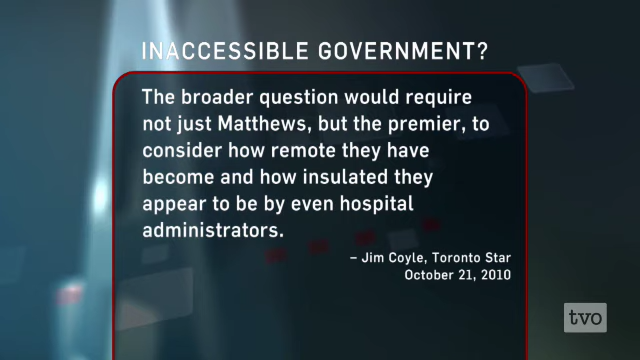 INACCESSIBLE GOVERNMENT?
The broader question would require
not just Matthews, but the premier, to
consider how remote they have
become and how insulated they
appear to be by even hospital
administrators.
– Jim Coyle, Toronto Star
October 21, 2010
tvo